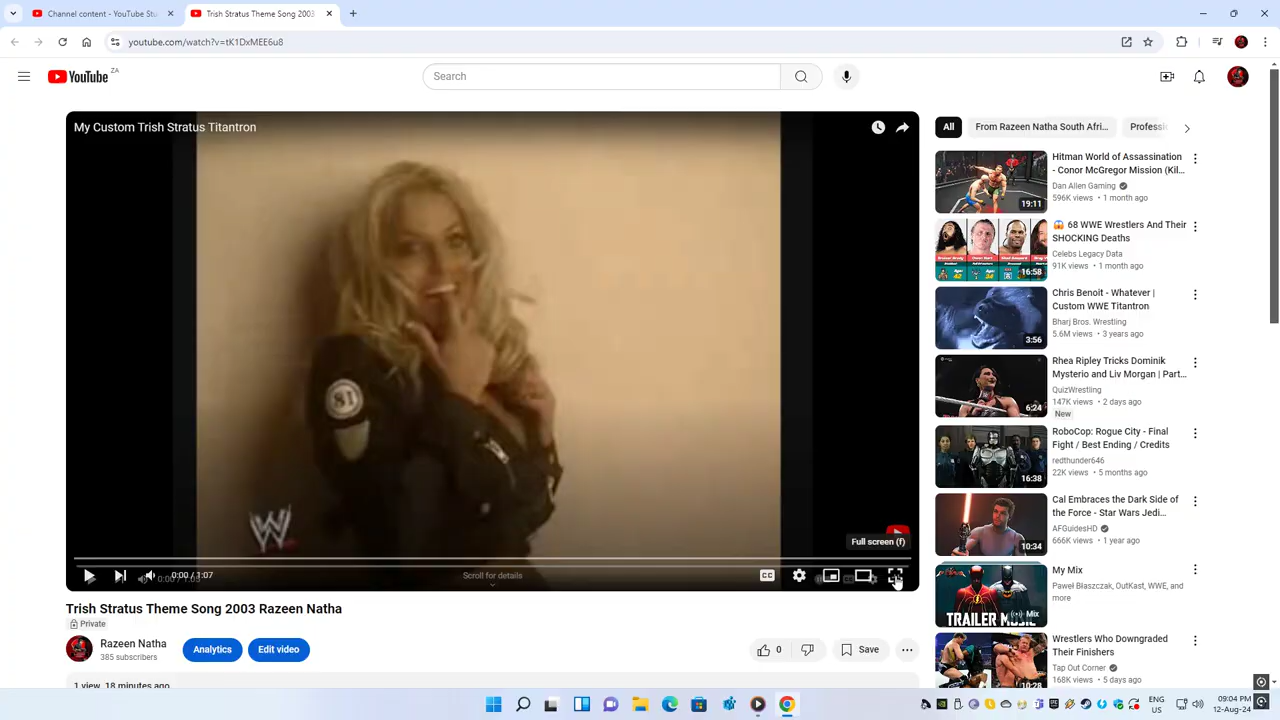 Channel content - YouTube Stu
Trish Stratus Theme Song 2003
youtube.com/watch?v=tK1DxMEE6u8
YouTube ZA
Search
My Custom Trish Stratus Titantron
All
From Razeen Natha South Afri...
Professic
Hitman World of Assassination
- Conor McGregor Mission (Kil...
Dan Allen Gaming
596K views • 1 month ago
19:11
😱 68 WWE Wrestlers And Their
SHOCKING Deaths
Celebs Legacy Data
91K views • 1 month ago
16:58
Chris Benoit - Whatever |
Custom WWE Titantron
Bharj Bros. Wrestling
5.6M views • 3 years ago
3:56
Rhea Ripley Tricks Dominik
Mysterio and Liv Morgan | Part...
QuizWrestling
147K views • 2 days ago
New
6:24
RoboCop: Rogue City - Final
Fight / Best Ending / Credits
redthunder646
22K views • 5 months ago
16:38
Cal Embraces the Dark Side of
the Force - Star Wars Jedi...
AFGuidesHD
666K views • 1 year ago
10:34
My Mix
Paweł Błaszczak, OutKast, WWE, and
more
TRAILER MUSIC
Mix
Wrestlers Who Downgraded
Their Finishers
Tap Out Corner
168K views • 5 days ago
10:28
W
Full screen (f)
0:00 / 1:07
Scroll for details
CC
Trish Stratus Theme Song 2003 Razeen Natha
Private
Razeen Natha
385 subscribers
Analytics
Edit video
0
Save
1 view, 18 minutes ago
ENG
US
09:04 PM
12-Aug-24